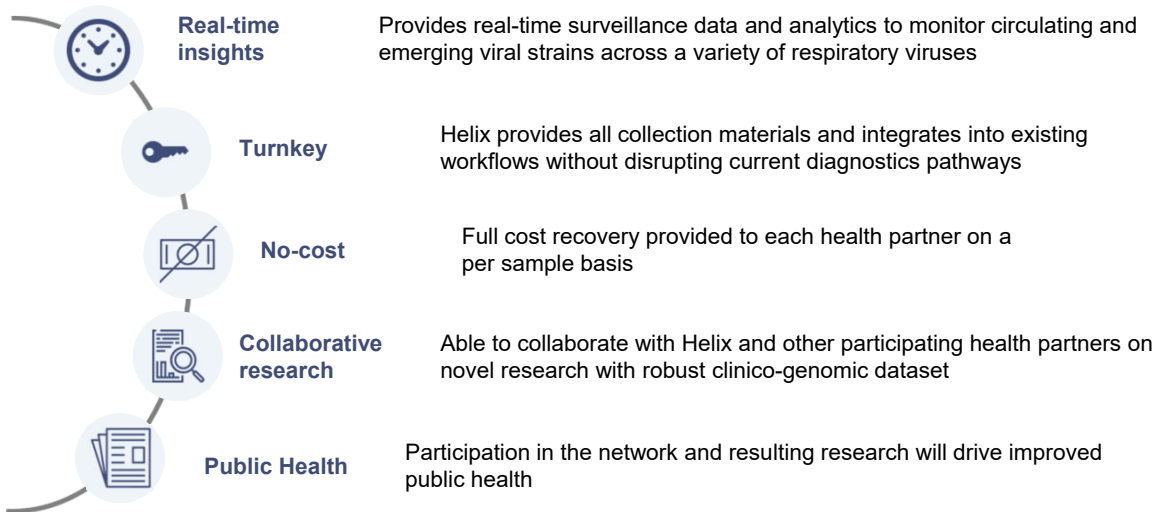 Real-time
insights
Provides real-time surveillance data and analytics to monitor circulating and
emerging viral strains across a variety of respiratory viruses
Turnkey
Helix provides all collection materials and integrates into existing
workflows without disrupting current diagnostics pathways
No-cost
Full cost recovery provided to each health partner on a
per sample basis
Collaborative
research
Able to collaborate with Helix and other participating health partners on
novel research with robust clinico-genomic dataset
Public Health
Participation in the network and resulting research will drive improved
public health